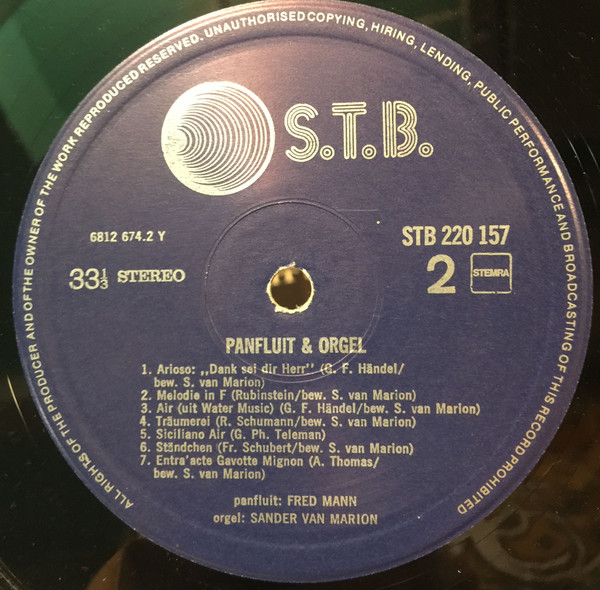 ALL RIGHTS OF THE PRODUCER AND OF THE OWNER OF THE WORK REPRODUCED RESERVED. UNAUTHORISED COPYING, HIRING, LENDING, PUBLIC PERFORMANCE AND BROADCASTING OF THIS RECORD PROHIBITED
S.T.B.
6812 674.2 Y
STB 220 157
33⅓ STEREO
2 STEMRA
PANFLUIT & ORGEL
1. Arioso: ,,Dank sei dir Herr'' (G. F. Händel/
bew. S. van Marion)
2. Melodie in F (Rubinstein/bew. S. van Marion)
3. Air (uit Water Music) (G. F. Händel/bew. S. van Marion)
4. Träumerei (R. Schumann/bew. S. van Marion)
5. Siciliano Air (G. Ph. Teleman)
6. Ständchen (Fr. Schubert/bew. S. van Marion)
7. Entra'acte Gavotte Mignon (A. Thomas/
bew. S. van Marion)
panfluit: FRED MANN
orgel: SANDER VAN MARION